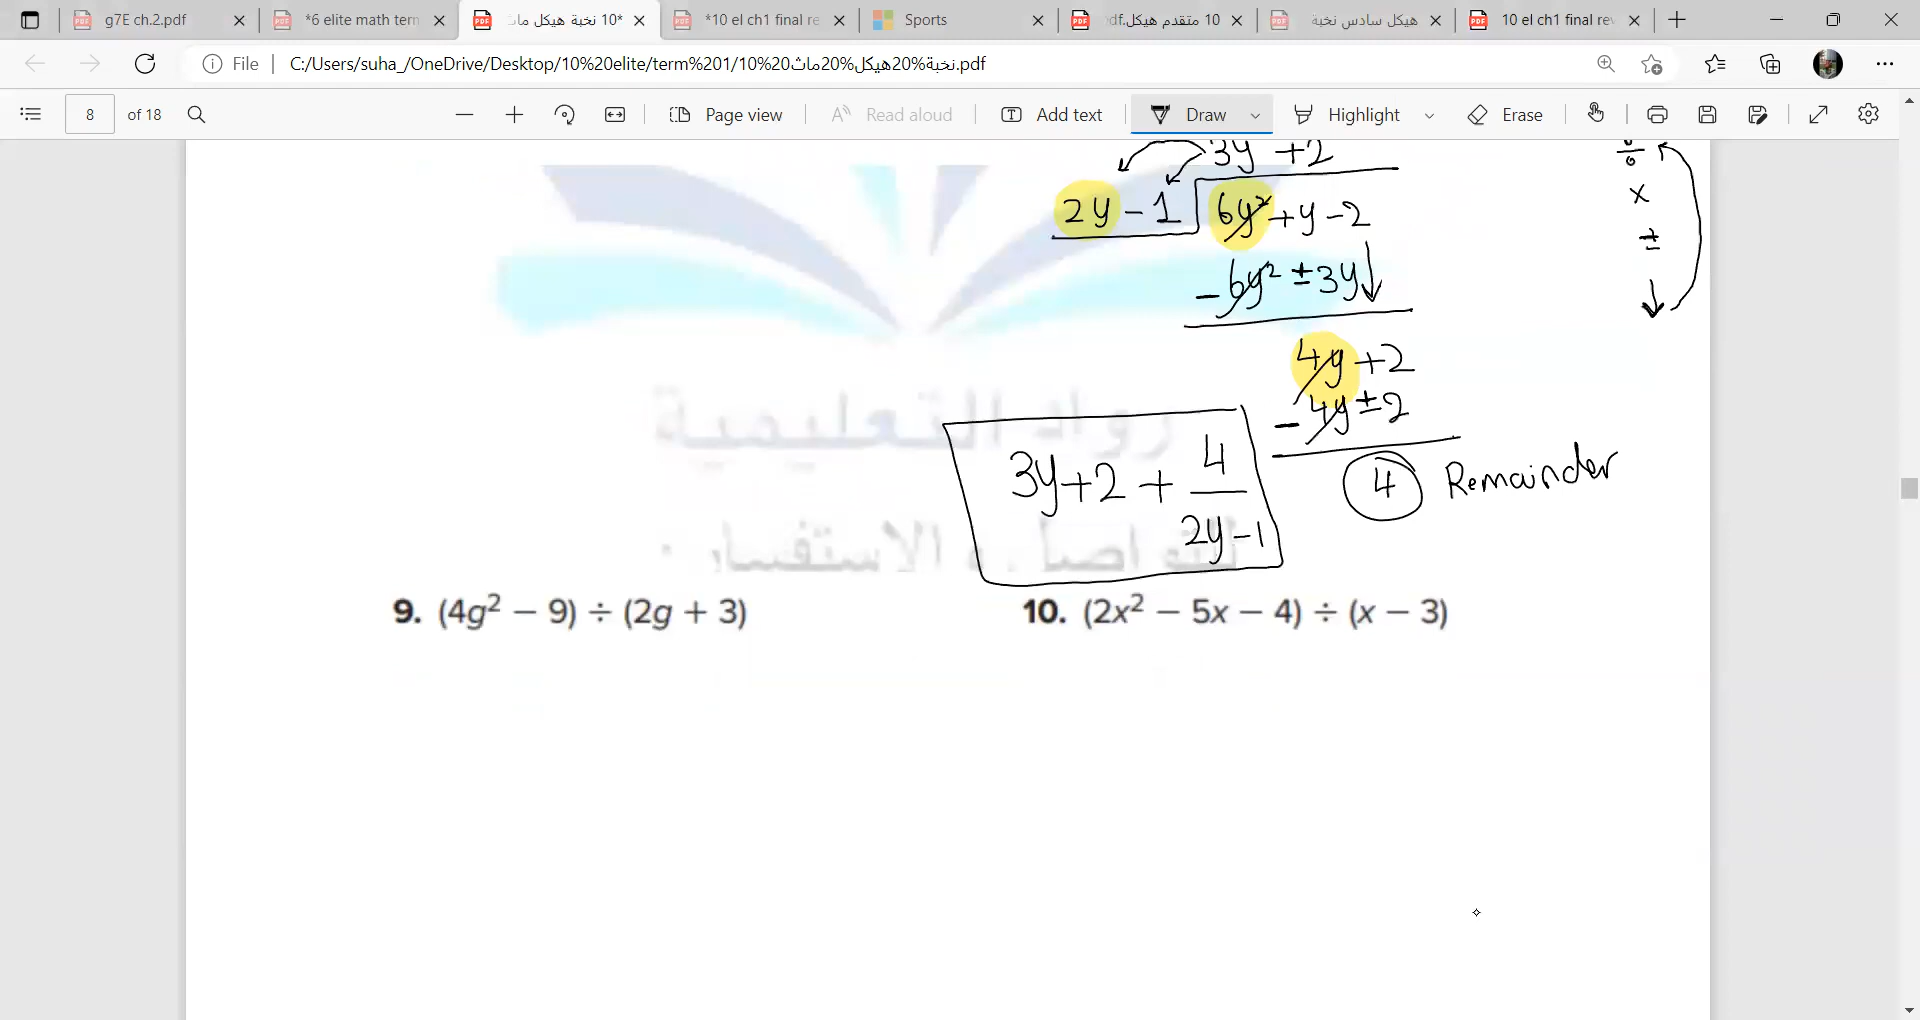 g7E ch.2.pdf
*6 elite math term
*10 نخبة هيكل ماث
*10 el ch1 final re
Sports
10 متقدم هيكل.pdf
هيكل سادس نخبة
10 el ch1 final rev
File
C:/Users/suha_/OneDrive/Desktop/10%20elite/term%201/10%20نخبة%20هيكل%20ماث.pdf
8 of 18
Page view
Read aloud
Add text
Draw
Highlight
Erase
3y + 2
÷
2y - 1
6y² + y - 2
x
±
- 6y² ± 3y
4y + 2
- 4y ± 2
رواد التعليمية
3y + 2 + 4
2y - 1
4 Remainder
للتواصل و الاستفسار :
9. (4g² − 9) ÷ (2g + 3)
10. (2x² − 5x − 4) ÷ (x − 3)